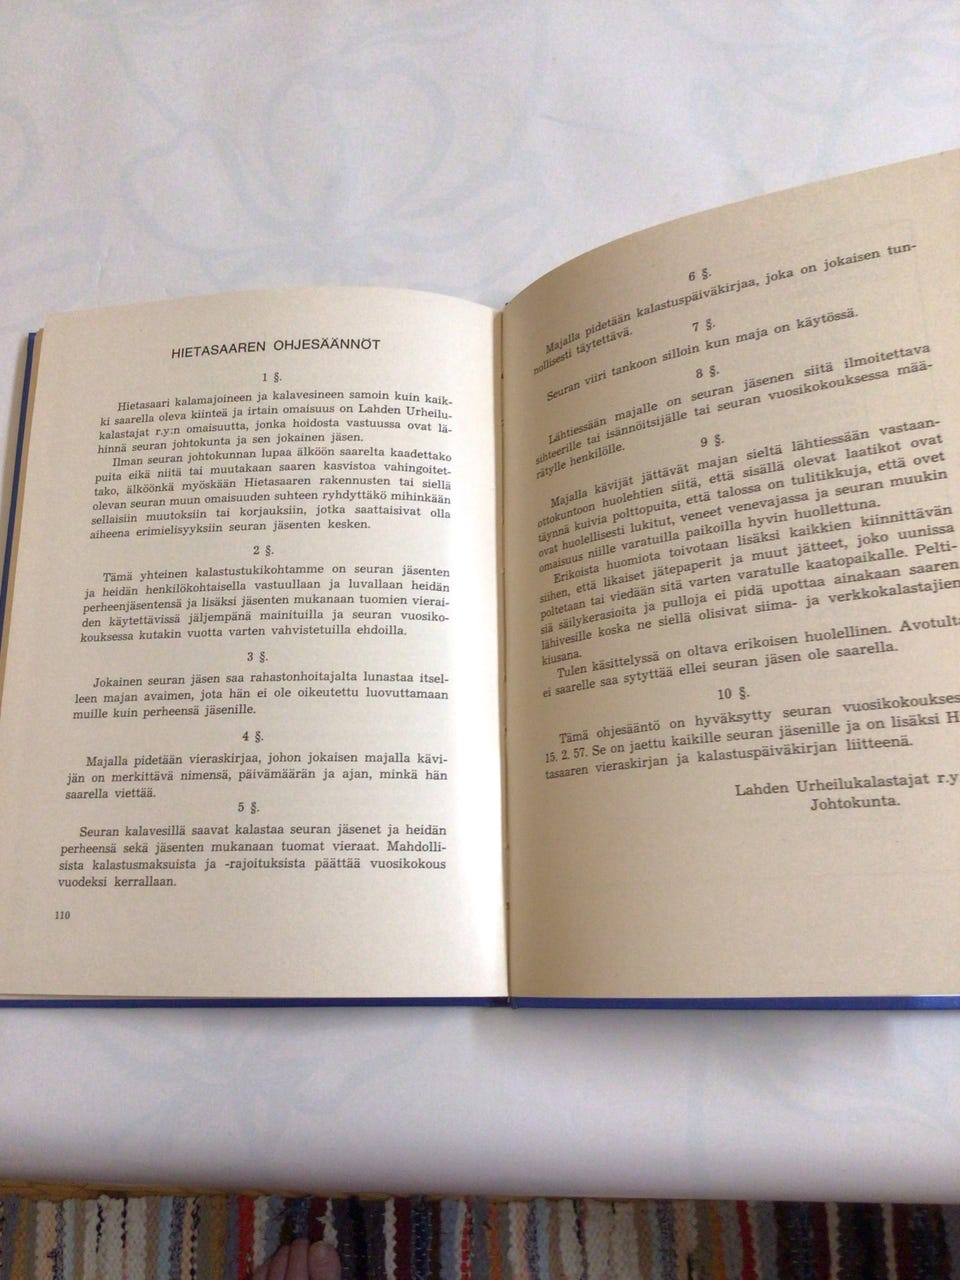 HIETASAAREN OHJESÄÄNNÖT
1 §.
Hietasaari kalamajoineen ja kalavesineen samoin kuin kaik-
ki saarella oleva kiinteä ja irtain omaisuus on Lahden Urheilu-
kalastajat r.y:n omaisuutta, jonka hoidosta vastuussa ovat lä-
hinnä seuran johtokunta ja sen jokainen jäsen.
Ilman seuran johtokunnan lupaa älköön saarelta kaadettako
puita eikä niitä tai muutakaan saaren kasvistoa vahingoitet-
tako, älköönkä myöskään Hietasaaren rakennusten tai siellä
olevan seuran muun omaisuuden suhteen ryhdyttäkö mihinkään
sellaisiin muutoksiin tai korjauksiin, jotka saattaisivat olla
aiheena erimielisyyksiin seuran jäsenten kesken.
2 §.
Tämä yhteinen kalastustukikohtamme on seuran jäsenten
ja heidän henkilökohtaisella vastuullaan ja luvallaan heidän
perheenjäsentensä ja lisäksi jäsenten mukanaan tuomien vierai-
den käytettävissä jäljempänä mainituilla ja seuran vuosiko-
kouksessa kutakin vuotta varten vahvistetuilla ehdoilla.
3 §.
Jokainen seuran jäsen saa rahastonhoitajalta lunastaa itsel-
leen majan avaimen, jota hän ei ole oikeutettu luovuttamaan
muille kuin perheensä jäsenille.
4 §.
Majalla pidetään vieraskirjaa, johon jokaisen majalla kävi-
jän on merkittävä nimensä, päivämäärän ja ajan, minkä hän
saarella viettää.
5 §.
Seuran kalavesillä saavat kalastaa seuran jäsenet ja heidän
perheensä sekä jäsenten mukanaan tuomat vieraat. Mahdolli-
sista kalastusmaksuista ja -rajoituksista päättää vuosikokous
vuodeksi kerrallaan.
110
6 §.
Majalla pidetään kalastuspäiväkirjaa, joka on jokaisen tun-
nollisesti täytettävä.
7 §.
Seuran viiri tankoon silloin kun maja on käytössä.
8 §.
Lähtiessään majalle on seuran jäsenen siitä ilmoitettava
sihteerille tai isännöitsijälle tai seuran vuosikokouksessa mää-
rätylle henkilölle.
9 §.
Majalla kävijät jättävät majan sieltä lähtiessään vastaan-
ottokuntoon huolehtien siitä, että sisällä olevat laatikot ovat
täynnä kuivia polttopuita, että talossa on tulitikkuja, että ovet
ovat huolellisesti lukitut, veneet venevajassa ja seuran muukin
omaisuus niille varatuilla paikoilla hyvin huollettuna.
Erikoista huomiota toivotaan lisäksi kaikkien kiinnittävän
siihen, että likaiset jätepaperit ja muut jätteet, joko uunissa
poltetaan tai viedään sitä varten varatulle kaatopaikalle. Pelti-
siä säilykerasioita ja pulloja ei pidä upottaa ainakaan saaren
lähivesille koska ne siellä olisivat siima- ja verkkokalastajien
kiusana.
Tulen käsittelyssä on oltava erikoisen huolellinen. Avotulta
ei saarelle saa sytyttää ellei seuran jäsen ole saarella.
10 §.
Tämä ohjesääntö on hyväksytty seuran vuosikokoukses
15. 2. 57. Se on jaettu kaikille seuran jäsenille ja on lisäksi H
tasaaren vieraskirjan ja kalastuspäiväkirjan liitteenä.
Lahden Urheilukalastajat r.y
Johtokunta.